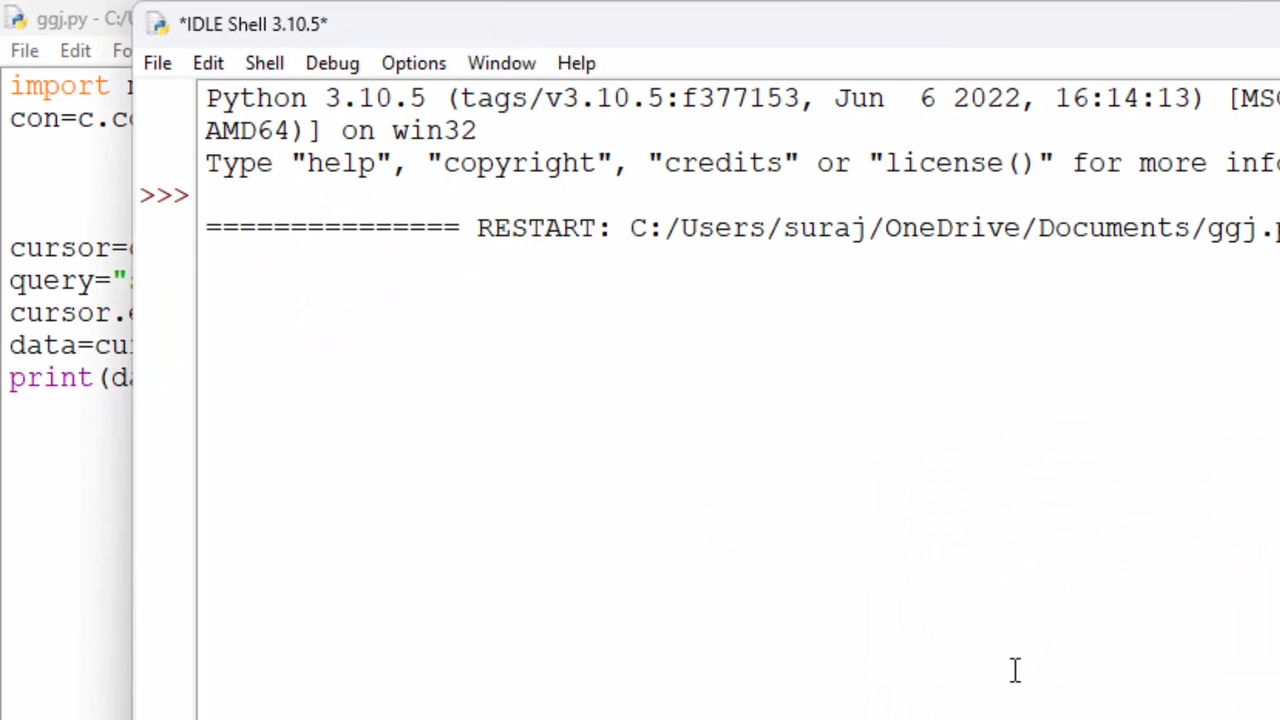 ggj.py - C:/U
File Edit Fo
import
con=c.c
cursor=
query="
cursor.
data=cu
print(d
*IDLE Shell 3.10.5*
File Edit Shell Debug Options Window Help
Python 3.10.5 (tags/v3.10.5:f377153, Jun  6 2022, 16:14:13) [MS
AMD64)] on win32
Type "help", "copyright", "credits" or "license()" for more inf
>>>
=============== RESTART: C:/Users/suraj/OneDrive/Documents/ggj.p